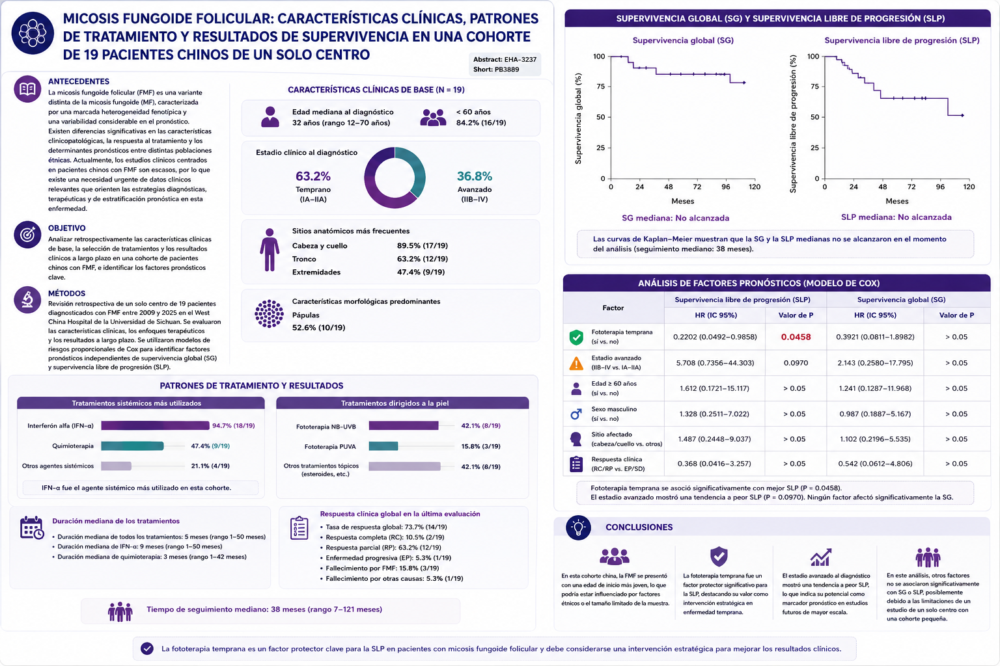 MICOSIS FUNGOIDE FOLICULAR: CARACTERÍSTICAS CLÍNICAS, PATRONES
DE TRATAMIENTO Y RESULTADOS DE SUPERVIVENCIA EN UNA COHORTE
DE 19 PACIENTES CHINOS DE UN SOLO CENTRO
Abstract: EHA-3237
Short: PB3889
ANTECEDENTES
La micosis fungoide folicular (FMF) es una variante
distinta de la micosis fungoide (MF), caracterizada
por una marcada heterogeneidad fenotípica y
una variabilidad considerable en el pronóstico.
Existen diferencias significativas en las características
clinicopatológicas, la respuesta al tratamiento y los
determinantes pronósticos entre distintas poblaciones
étnicas. Actualmente, los estudios clínicos centrados
en pacientes chinos con FMF son escasos, por lo que
existe una necesidad urgente de datos clínicos
relevantes que orienten las estrategias diagnósticas,
terapéuticas y de estratificación pronóstica en esta
enfermedad.
OBJETIVO
Analizar retrospectivamente las características clínicas
de base, la selección de tratamientos y los resultados
clínicos a largo plazo en una cohorte de pacientes
chinos con FMF, e identificar los factores pronósticos
clave.
MÉTODOS
Revisión retrospectiva de un solo centro de 19 pacientes
diagnosticados con FMF entre 2009 y 2025 en el West
China Hospital de la Universidad de Sichuan. Se evaluaron
las características clínicas, los enfoques terapéuticos
y los resultados a largo plazo. Se utilizaron modelos de
riesgos proporcionales de Cox para identificar factores
pronósticos independientes de supervivencia global (SG)
y supervivencia libre de progresión (SLP).
CARACTERÍSTICAS CLÍNICAS DE BASE (N = 19)
Edad mediana al diagnóstico
32 años (rango 12–70 años)
< 60 años
84.2% (16/19)
Estadio clínico al diagnóstico
63.2%
Temprano
(IA–IIA)
36.8%
Avanzado
(IIB–IV)
Sitios anatómicos más frecuentes
Cabeza y cuello 89.5% (17/19)
Tronco 63.2% (12/19)
Extremidades 47.4% (9/19)
Características morfológicas predominantes
Pápulas
52.6% (10/19)
PATRONES DE TRATAMIENTO Y RESULTADOS
Tratamientos sistémicos más utilizados
Interferón alfa (IFN-α) 94.7% (18/19)
Quimioterapia 47.4% (9/19)
Otros agentes sistémicos 21.1% (4/19)
IFN-α fue el agente sistémico más utilizado en esta cohorte.
Tratamientos dirigidos a la piel
Fototerapia NB-UVB 42.1% (8/19)
Fototerapia PUVA 15.8% (3/19)
Otros tratamientos tópicos 42.1% (8/19)
(esteroides, etc.)
Duración mediana de los tratamientos
• Duración mediana de todos los tratamientos: 5 meses (rango 1–50 meses)
• Duración mediana de IFN-α: 9 meses (rango 1–50 meses)
• Duración mediana de quimioterapia: 3 meses (rango 1–42 meses)
Respuesta clínica global en la última evaluación
• Tasa de respuesta global: 73.7% (14/19)
• Respuesta completa (RC): 10.5% (2/19)
• Respuesta parcial (RP): 63.2% (12/19)
• Enfermedad progresiva (EP): 5.3% (1/19)
• Fallecimiento por FMF: 15.8% (3/19)
• Fallecimiento por otras causas: 5.3% (1/19)
Tiempo de seguimiento mediano: 38 meses (rango 7–121 meses)
SUPERVIVENCIA GLOBAL (SG) Y SUPERVIVENCIA LIBRE DE PROGRESIÓN (SLP)
Supervivencia global (SG)
Supervivencia global (%)
100
75
50
25
0
0 24 48 72 96 120
Meses
SG mediana: No alcanzada
Supervivencia libre de progresión (SLP)
Supervivencia libre de progresión (%)
100
75
50
25
0
0 24 48 72 96 120
Meses
SLP mediana: No alcanzada
Las curvas de Kaplan–Meier muestran que la SG y la SLP medianas no se alcanzaron en el momento
del análisis (seguimiento mediano: 38 meses).
ANÁLISIS DE FACTORES PRONÓSTICOS (MODELO DE COX)
Factor Supervivencia libre de progresión (SLP) Supervivencia global (SG)
HR (IC 95%) Valor de P HR (IC 95%) Valor de P
Fototerapia temprana
(sí vs. no) 0.2202 (0.0492–0.9858) 0.0458 0.3921 (0.0811–1.8982) > 0.05
Estadio avanzado
(IIB–IV vs. IA–IIA) 5.708 (0.7356–44.303) 0.0970 2.143 (0.2580–17.795) > 0.05
Edad ≥ 60 años
(sí vs. no) 1.612 (0.1721–15.117) > 0.05 1.241 (0.1287–11.968) > 0.05
Sexo masculino
(sí vs. no) 1.328 (0.2511–7.022) > 0.05 0.987 (0.1887–5.167) > 0.05
Sitio afectado
(cabeza/cuello vs. otros) 1.487 (0.2448–9.037) > 0.05 1.102 (0.2196–5.535) > 0.05
Respuesta clínica
(RC/RP vs. EP/SD) 0.368 (0.0416–3.257) > 0.05 0.542 (0.0612–4.806) > 0.05
Fototerapia temprana se asoció significativamente con mejor SLP (P = 0.0458).
El estadio avanzado mostró una tendencia a peor SLP (P = 0.0970). Ningún factor afectó significativamente la SG.
CONCLUSIONES
En esta cohorte china, la FMF se presentó
con una edad de inicio más joven, lo que
podría estar influenciado por factores
étnicos o el tamaño limitado de la muestra.
La fototerapia temprana fue un
factor protector significativo para
la SLP, destacando su valor como
intervención estratégica en
enfermedad temprana.
El estadio avanzado al diagnóstico
mostró una tendencia a peor SLP,
lo que indica su potencial como
marcador pronóstico en estudios
futuros de mayor escala.
En este análisis, otros factores
no se asociaron significativamente
con SG o SLP, posiblemente
debido a las limitaciones de un
estudio de un solo centro con
una cohorte pequeña.
La fototerapia temprana es un factor protector clave para la SLP en pacientes con micosis fungoide folicular y debe considerarse una intervención estratégica para mejorar los resultados clínicos.